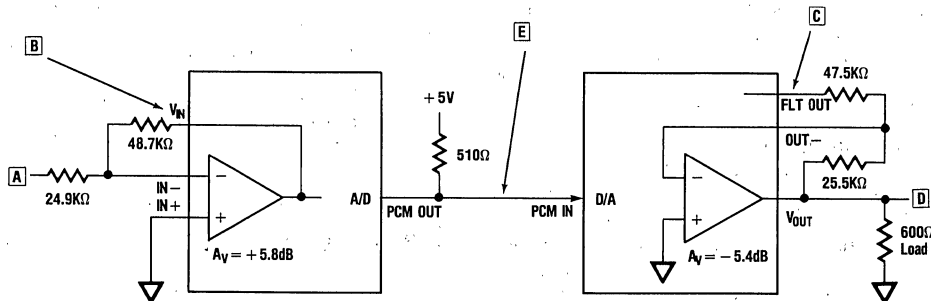 B
E
C
47.5KΩ
FLT OUT
+5V
VIN
48.7KΩ
OUT–
510Ω
25.5KΩ
A
24.9KΩ
IN–
IN+
A/D
PCM OUT
PCM IN
D/A
VOUT
D
600Ω
Load
AV = +5.8dB
AV = –5.4dB